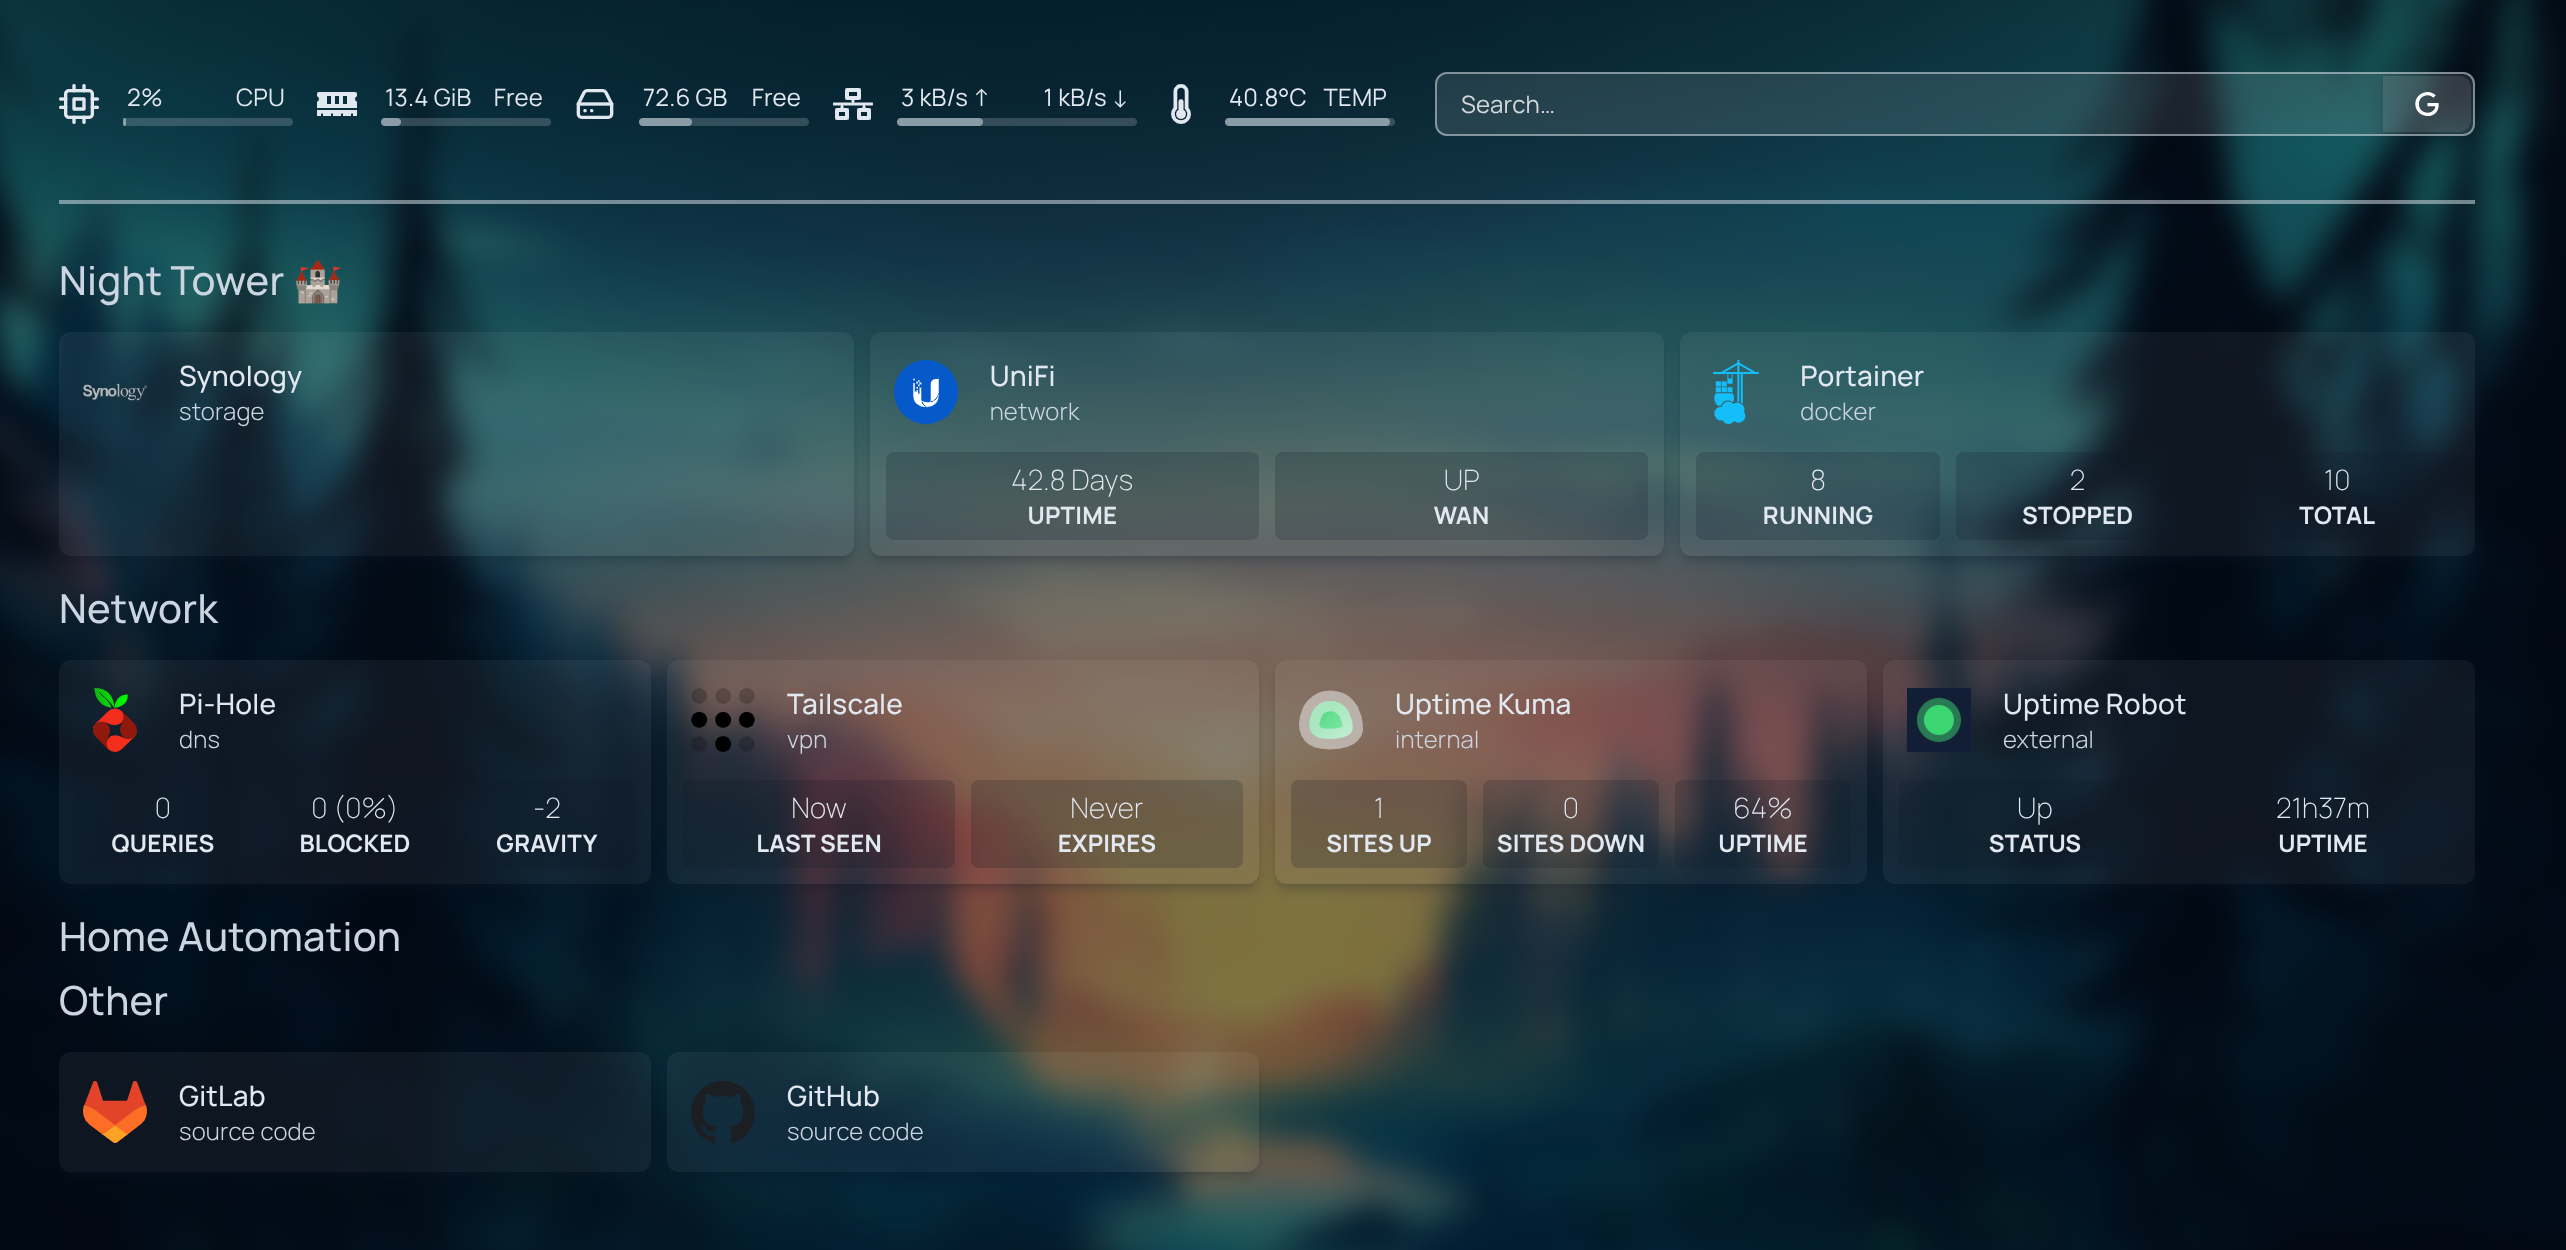 2% CPU 13.4 GiB Free 72.6 GB Free 3 kB/s ↑ 1 kB/s ↓ 40.8°C TEMP Search... G
Night Tower 🏰
Synology
Synology
storage
UniFi
network
42.8 Days
UPTIME
UP
WAN
Portainer
docker
8
RUNNING
2
STOPPED
10
TOTAL
Network
Pi-Hole
dns
0
QUERIES
0 (0%)
BLOCKED
-2
GRAVITY
Tailscale
vpn
Now
LAST SEEN
Never
EXPIRES
Uptime Kuma
internal
1
SITES UP
0
SITES DOWN
64%
UPTIME
Uptime Robot
external
Up
STATUS
21h37m
UPTIME
Home Automation
Other
GitLab
source code
GitHub
source code